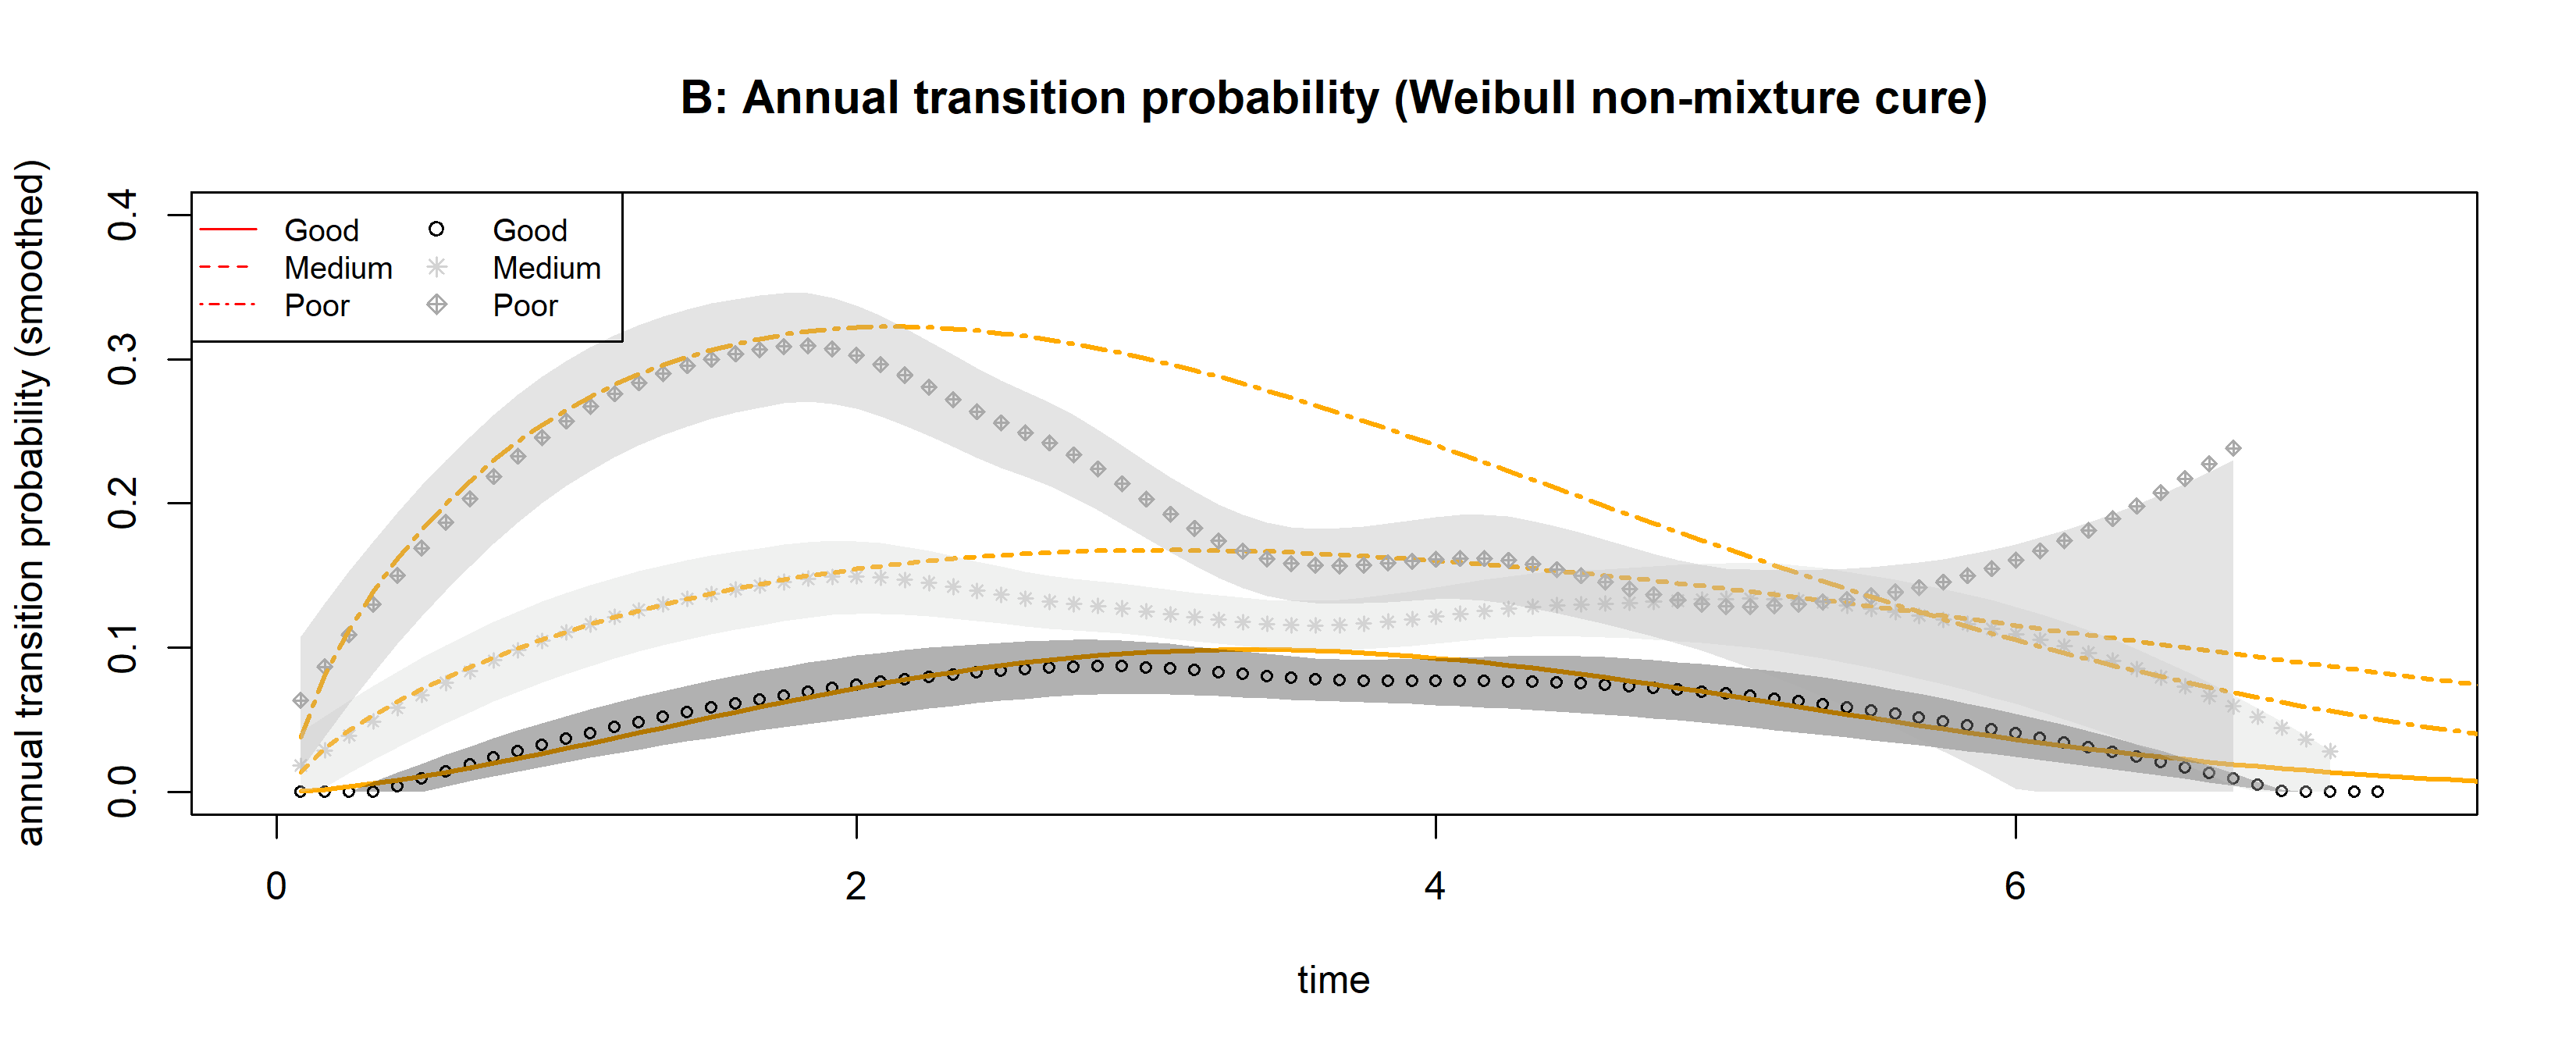 B: Annual transition probability (Weibull non-mixture cure)
annual transition probability (smoothed)
0.4
0.3
0.2
0.1
0.0
Good Good
Medium Medium
Poor Poor
0 2 4 6
time